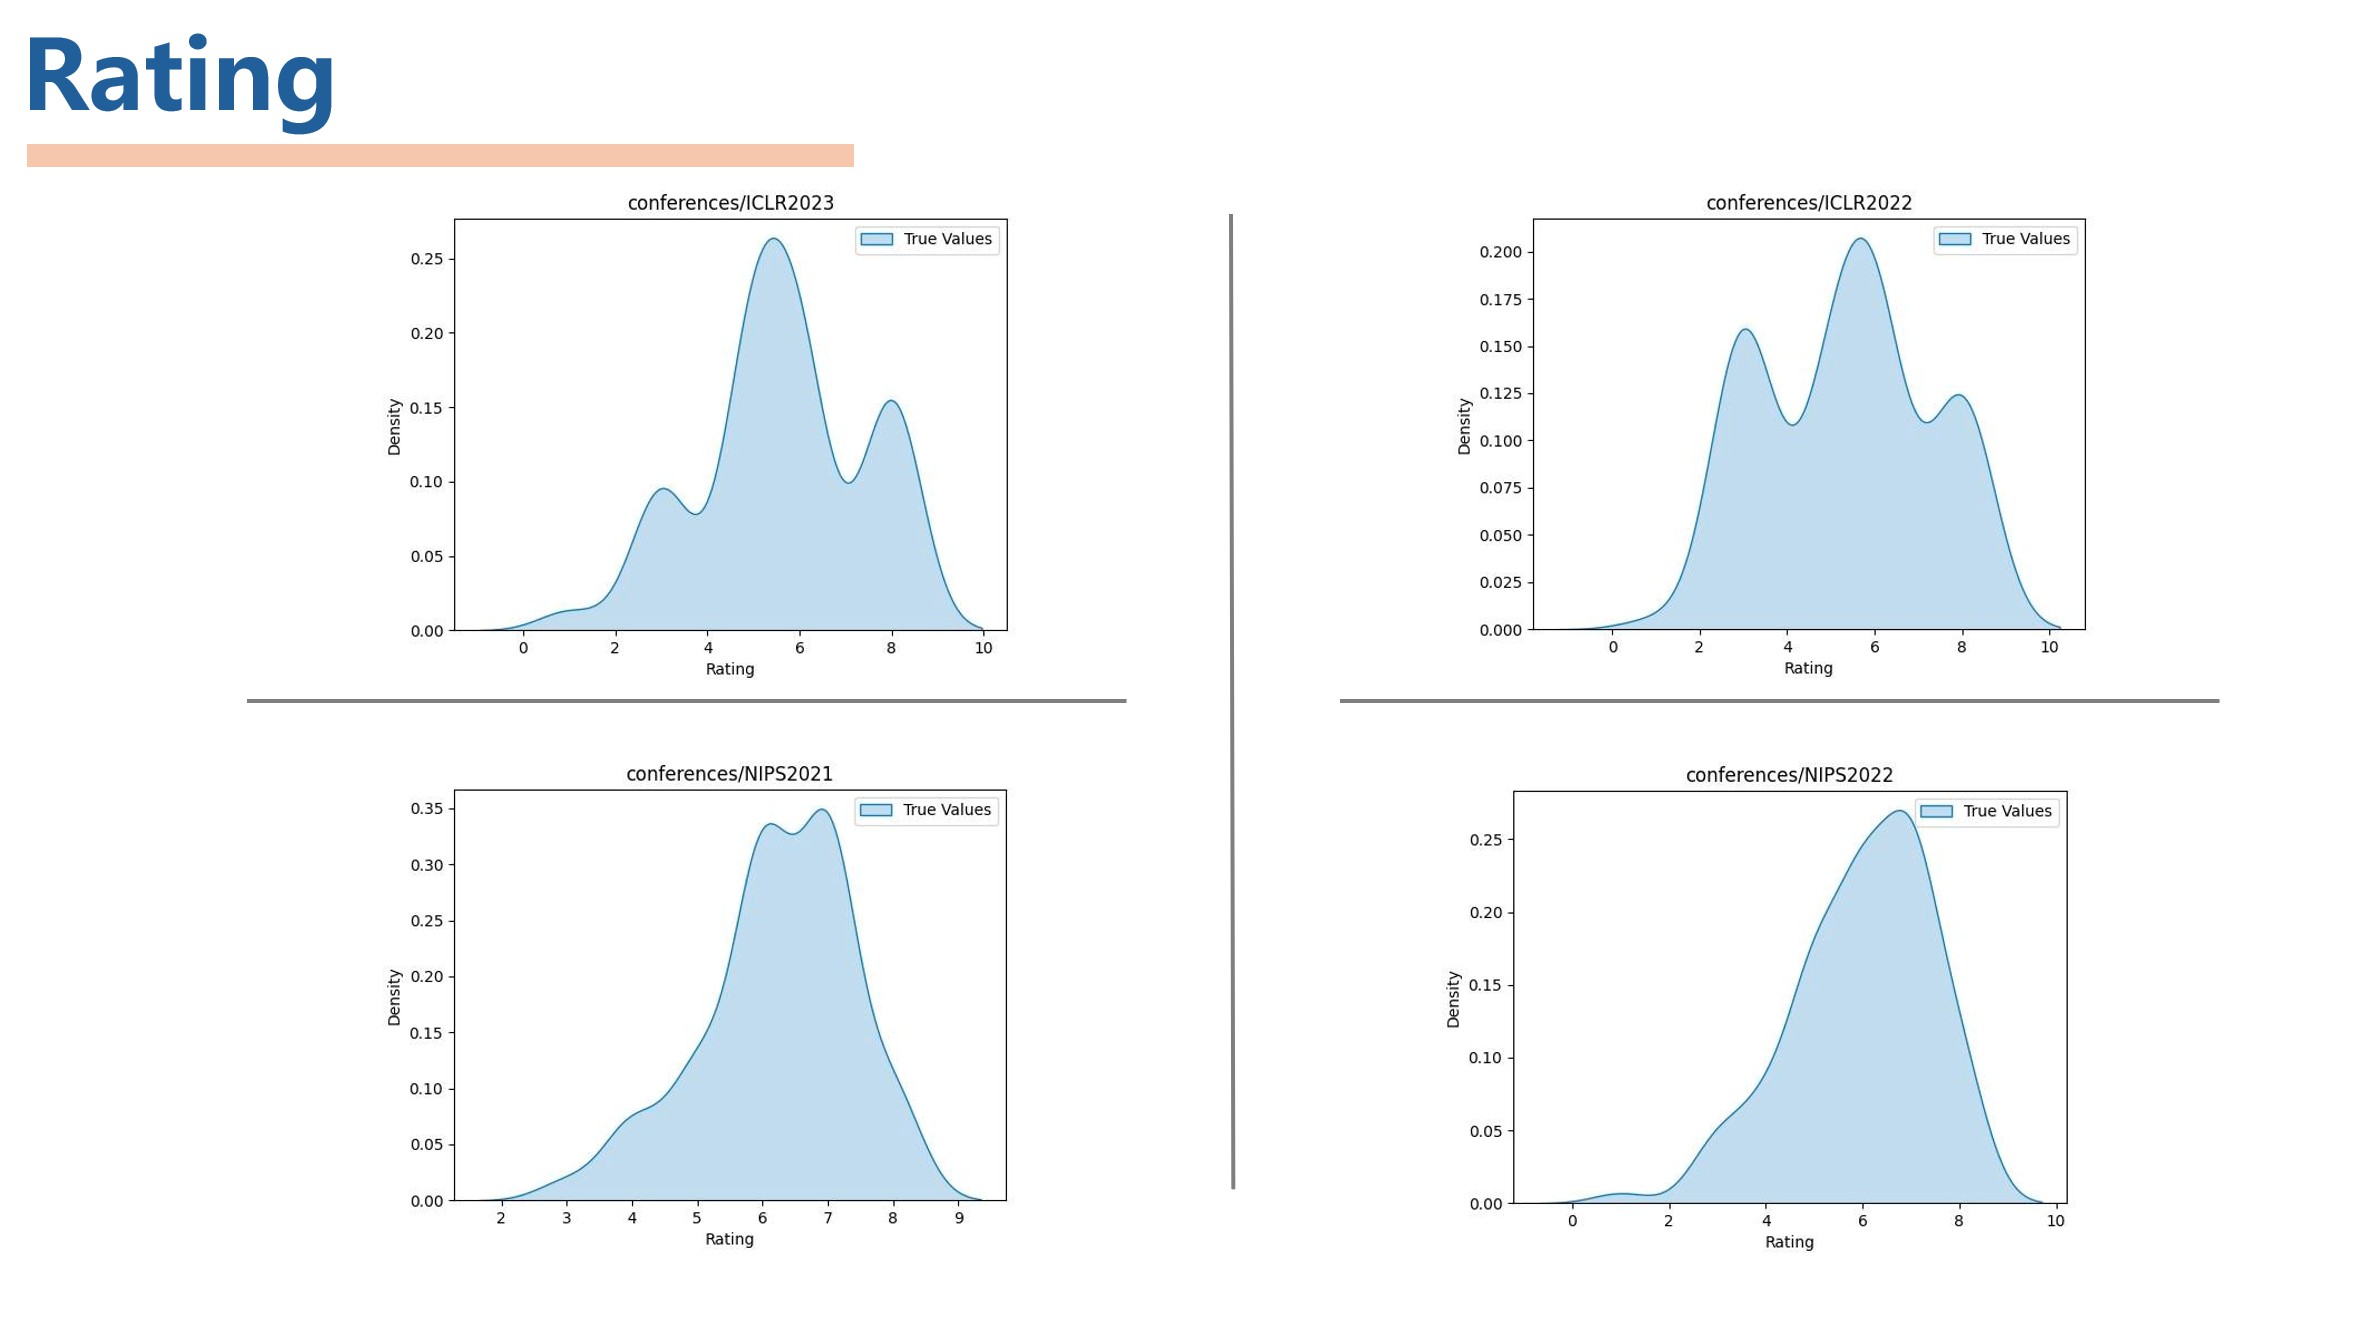 Rating
conferences/ICLR2023
True Values
0.25
0.20
0.15
0.10
0.05
0.00
Density
0 2 4 6 8 10
Rating
conferences/ICLR2022
True Values
0.200
0.175
0.150
0.125
0.100
0.075
0.050
0.025
0.000
Density
0 2 4 6 8 10
Rating
conferences/NIPS2021
True Values
0.35
0.30
0.25
0.20
0.15
0.10
0.05
0.00
Density
2 3 4 5 6 7 8 9
Rating
conferences/NIPS2022
True Values
0.25
0.20
0.15
0.10
0.05
0.00
Density
0 2 4 6 8 10
Rating